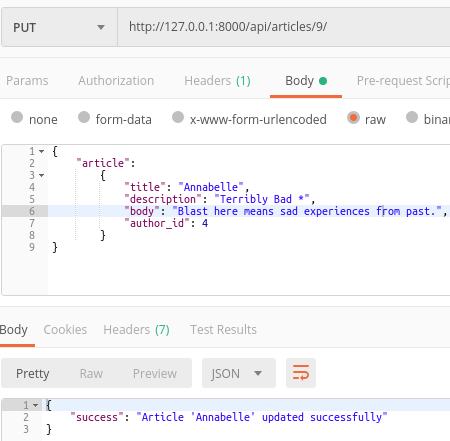 PUT http://127.0.0.1:8000/api/articles/9/
Params Authorization Headers (1) Body Pre-request Scrip
none form-data x-www-form-urlencoded raw binar
1 {
2 "article":
3 {
4 "title": "Annabelle",
5 "description": "Terribly Bad *",
6 "body": "Blast here means sad experiences from past.",
7 "author_id": 4
8 }
9 }
Body Cookies Headers (7) Test Results
Pretty Raw Preview JSON
1 {
2 "success": "Article 'Annabelle' updated successfully"
3 }